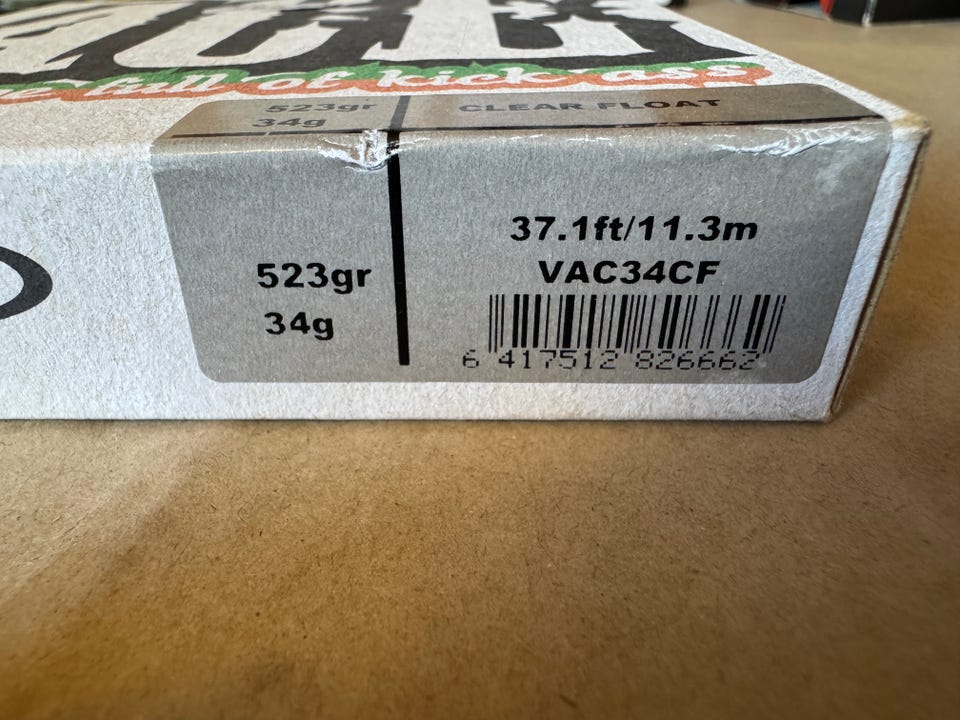 full of kick-ass
523gr
34g
CLEAR FLOAT
523gr
34g
37.1ft/11.3m
VAC34CF
6 417512 826662